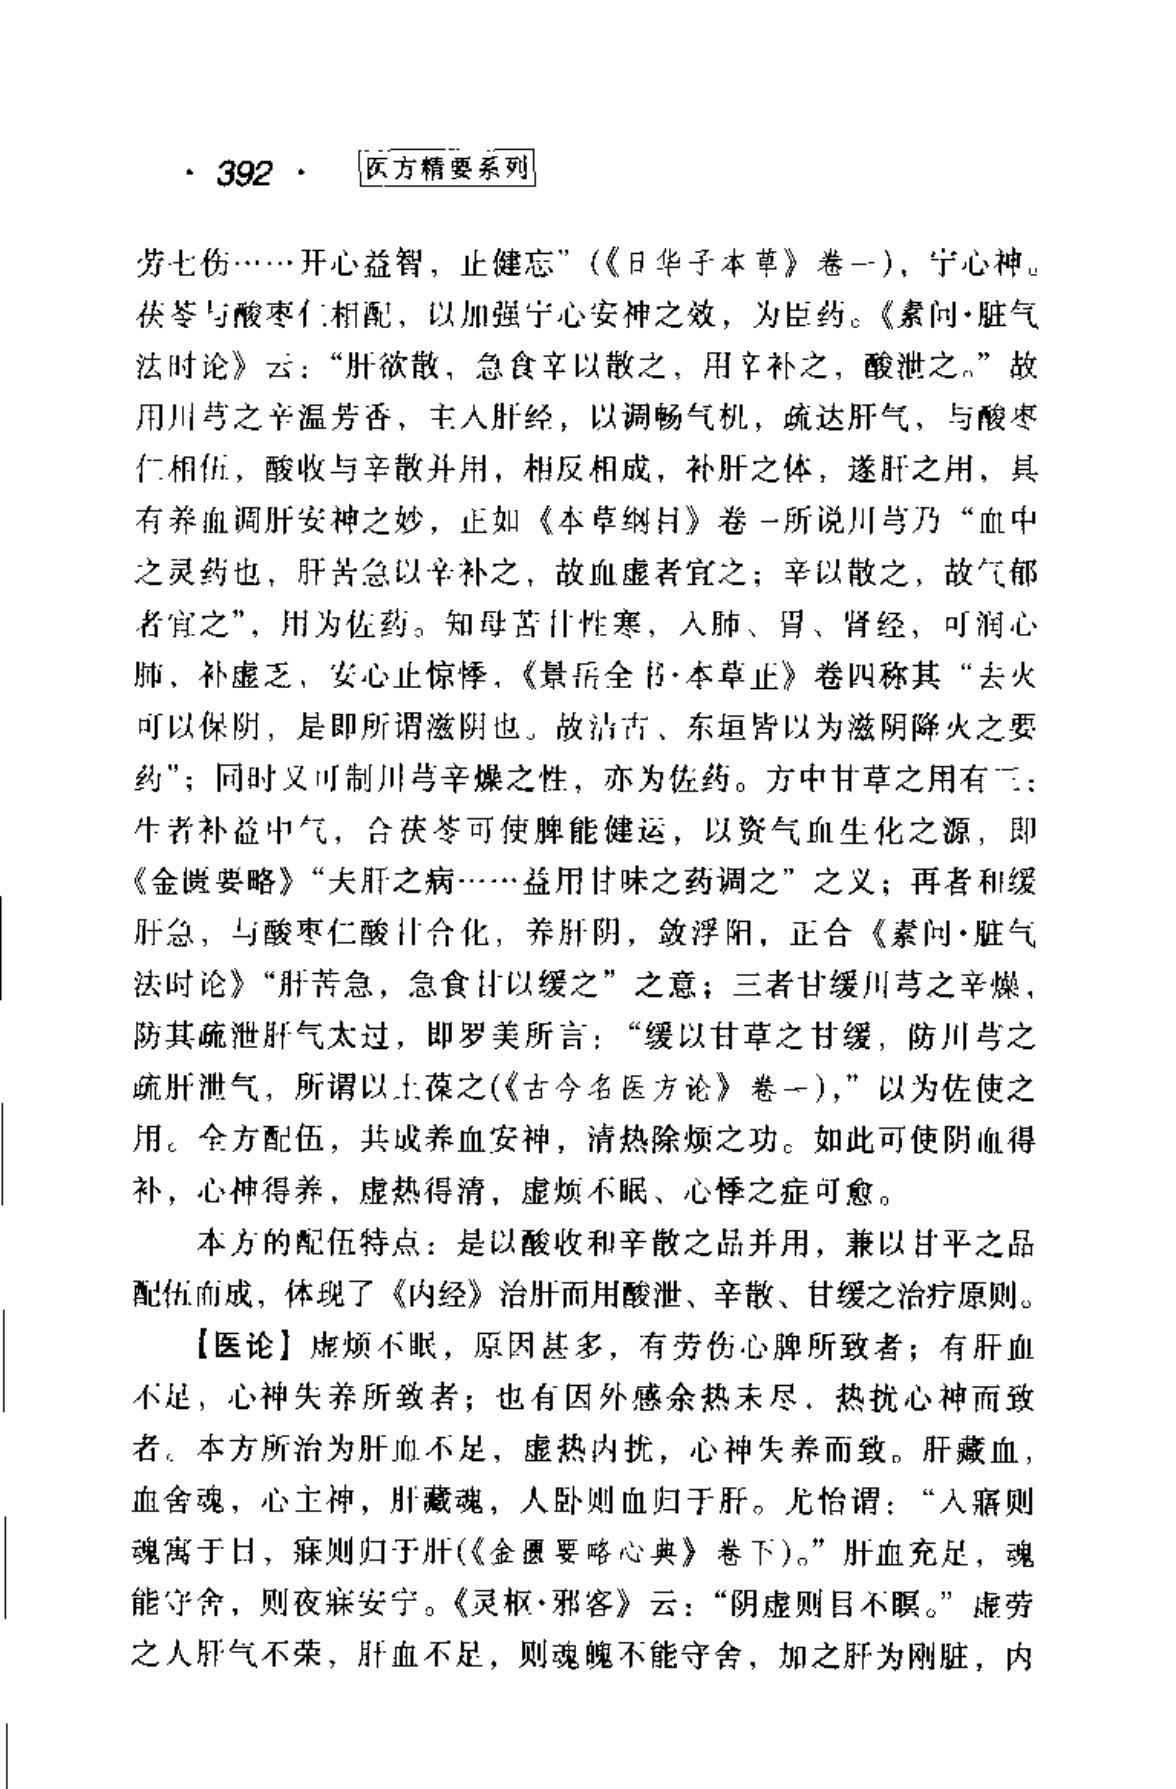 · 392 · 医方精要系列
劳七伤……开心益智，止健忘”(《日华子本草》卷一)，宁心神。
茯苓与酸枣仁相配，以加强宁心安神之效，为臣药。《素问·脏气
法时论》云：“肝欲散，急食辛以散之，用辛补之，酸泄之。”故
用川芎之辛温芳香，主入肝经，以调畅气机，疏达肝气，与酸枣
仁相伍，酸收与辛散并用，相反相成，补肝之体，遂肝之用，具
有养血调肝安神之妙，正如《本草纲目》卷一所说川芎乃“血中
之灵药也，肝苦急以辛补之，故血虚者宜之；辛以散之，故气郁
者宜之”，用为佐药。知母苦甘性寒，入肺、胃、肾经，可润心
肺，补虚乏，安心止惊悸，《景岳全书·本草正》卷四称其“去火
可以保阴，是即所谓滋阴也。故洁古、东垣皆以为滋阴降火之要
药”；同时又可制川芎辛燥之性，亦为佐药。方中甘草之用有三：
一者补益中气，合茯苓可使脾能健运，以资气血生化之源，即
《金匮要略》“夫肝之病……益用甘味之药调之”之义；再者和缓
肝急，与酸枣仁酸甘合化，养肝阴，敛浮阳，正合《素问·脏气
法时论》“肝苦急，急食甘以缓之”之意；三者甘缓川芎之辛燥，
防其疏泄肝气太过，即罗美所言：“缓以甘草之甘缓，防川芎之
疏肝泄气，所谓以土葆之(《古今名医方论》卷一)，”以为佐使之
用。全方配伍，共成养血安神，清热除烦之功。如此可使阴血得
补，心神得养，虚热得清，虚烦不眠、心悸之症可愈。
本方的配伍特点：是以酸收和辛散之品并用，兼以甘平之品
配伍而成，体现了《内经》治肝而用酸泄、辛散、甘缓之治疗原则。
【医论】虚烦不眠，原因甚多，有劳伤心脾所致者；有肝血
不足，心神失养所致者；也有因外感余热未尽，热扰心神而致
者。本方所治为肝血不足，虚热内扰，心神失养而致。肝藏血，
血舍魂，心主神，肝藏魂，人卧则血归于肝。尤怡谓：“人寤则
魂寓于目，寐则归于肝(《金匮要略心典》卷下)。”肝血充足，魂
能守舍，则夜寐安宁。《灵枢·邪客》云：“阴虚则目不瞑。”虚劳
之人肝气不荣，肝血不足，则魂魄不能守舍，加之肝为刚脏，内